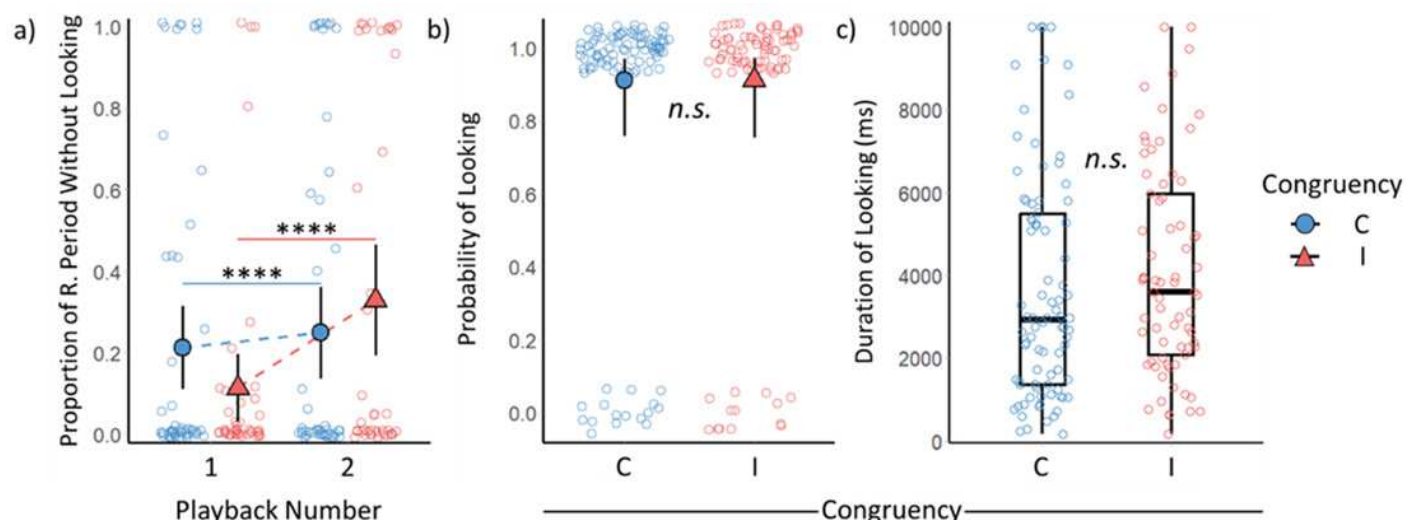 a)
Proportion of R. Period Without Looking
1.0
0.8
0.6
0.4
0.2
0.0
****
****
1
2
Playback Number
b)
Probability of Looking
1.0
0.8
0.6
0.4
0.2
0.0
n.s.
C
I
c)
Duration of Looking (ms)
10000
8000
6000
4000
2000
0
n.s.
C
I
Congruency
Congruency
C
I